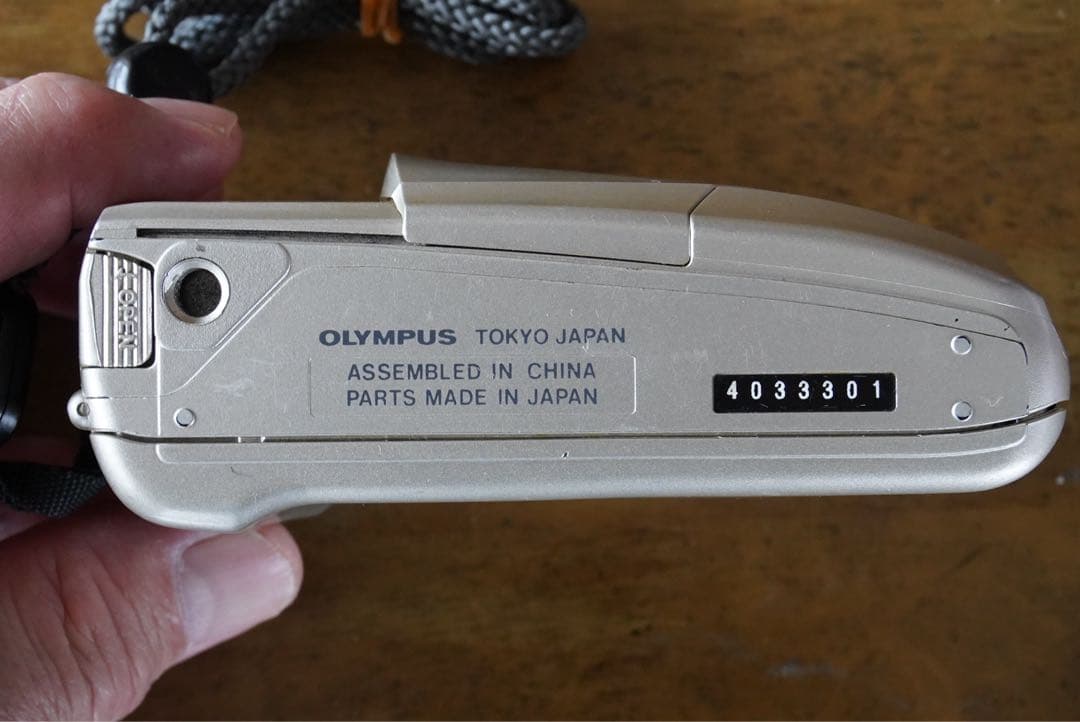 OPEN
OLYMPUS TOKYO JAPAN
ASSEMBLED IN CHINA
PARTS MADE IN JAPAN
4033301